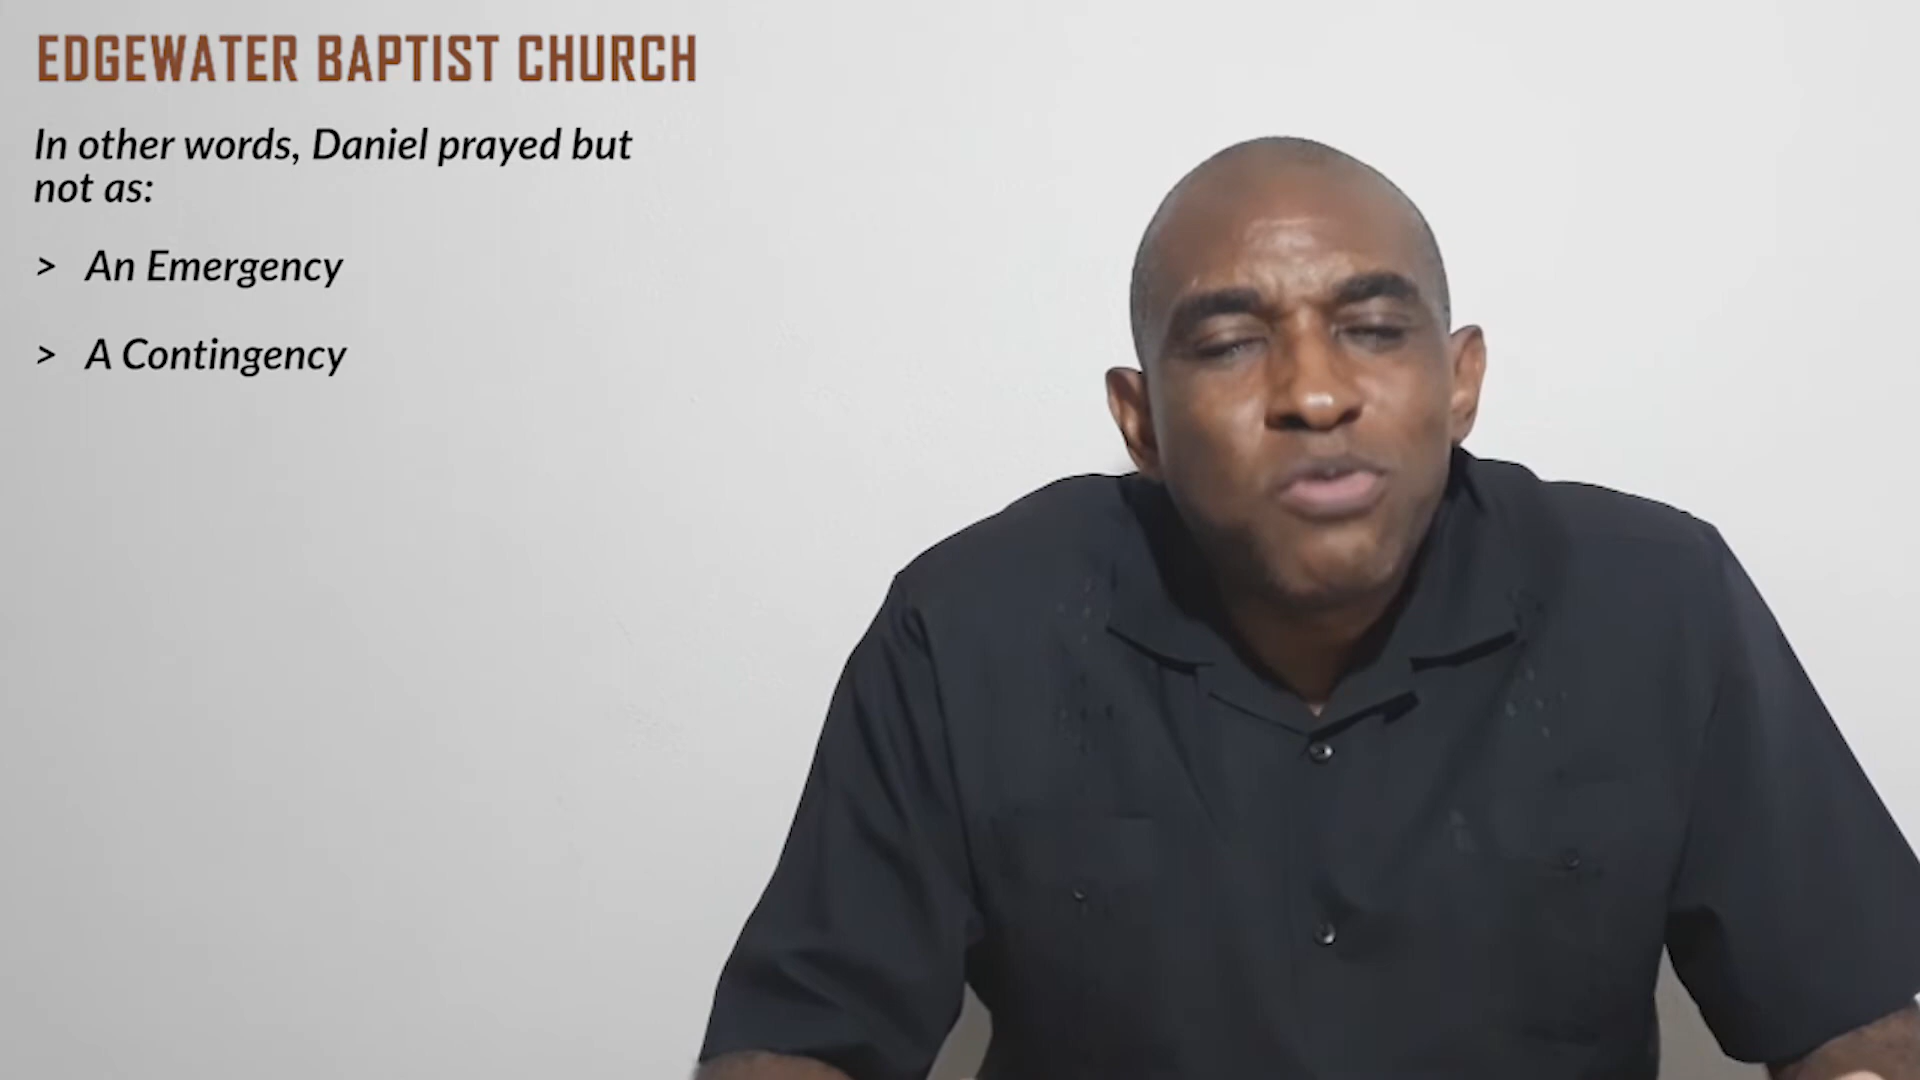 EDGEWATER BAPTIST CHURCH
In other words, Daniel prayed but
not as:
> An Emergency
> A Contingency